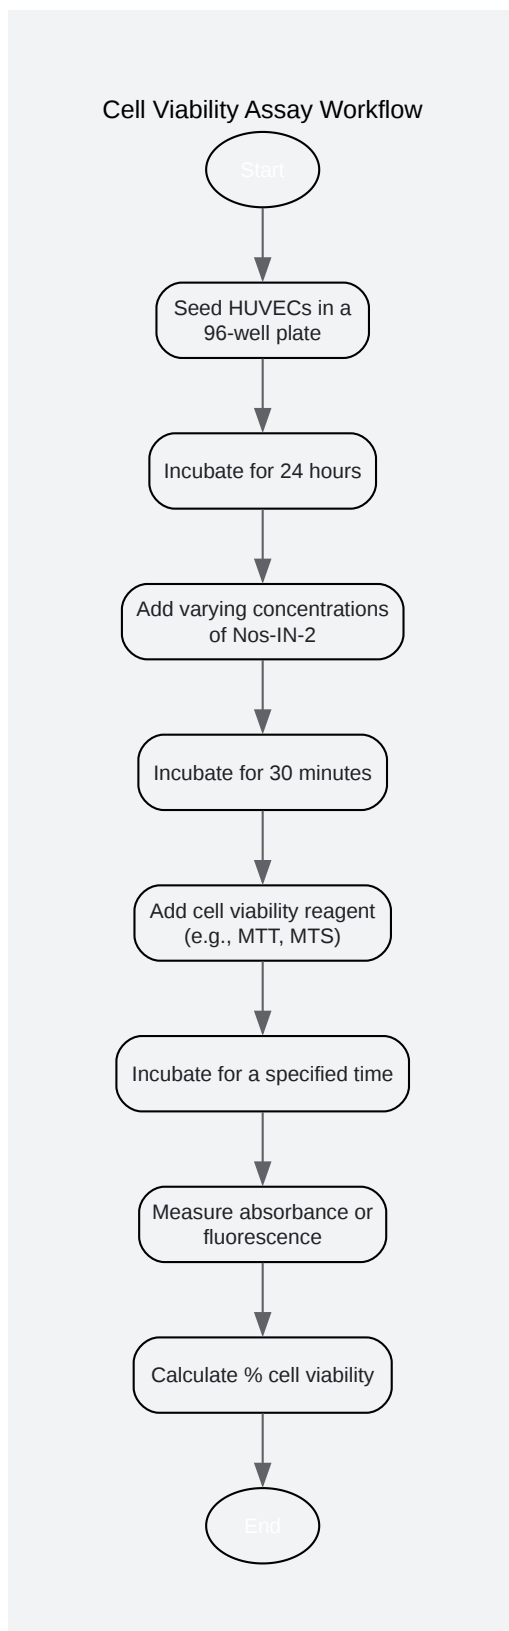 Cell Viability Assay Workflow
Start
Seed HUVECs in a
96-well plate
Incubate for 24 hours
Add varying concentrations
of Nos-IN-2
Incubate for 30 minutes
Add cell viability reagent
(e.g., MTT, MTS)
Incubate for a specified time
Measure absorbance or
fluorescence
Calculate % cell viability
End